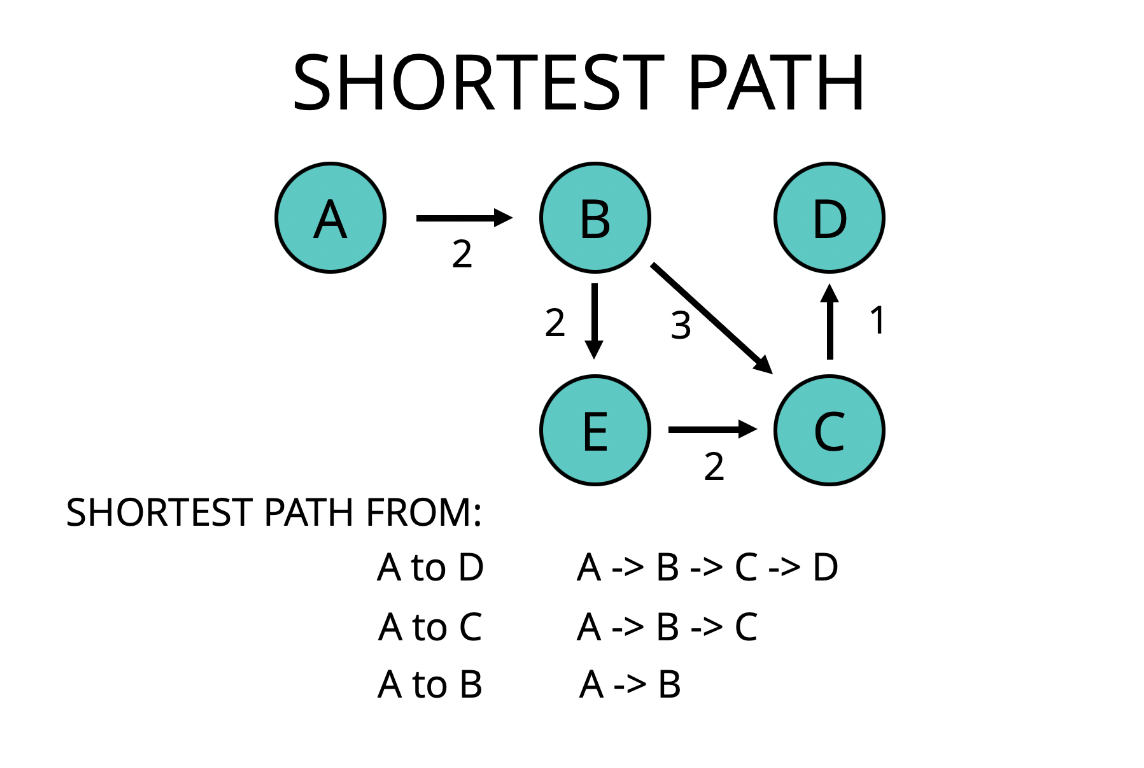 SHORTEST PATH
A
B
D
2
2
3
1
E
C
2
SHORTEST PATH FROM:
A to D A -> B -> C -> D
A to C A -> B -> C
A to B A -> B